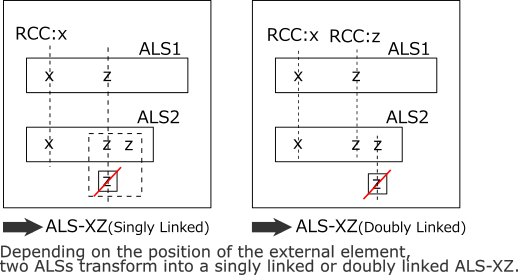 RCC:x
ALS1
x z
ALS2
x z z
z
ALS-XZ(Singly Linked)
RCC:x RCC:z
ALS1
x z
ALS2
x z z
z
ALS-XZ(Doubly Linked)
Depending on the position of the external element,
two ALSs transform into a singly linked or doubly linked ALS-XZ.